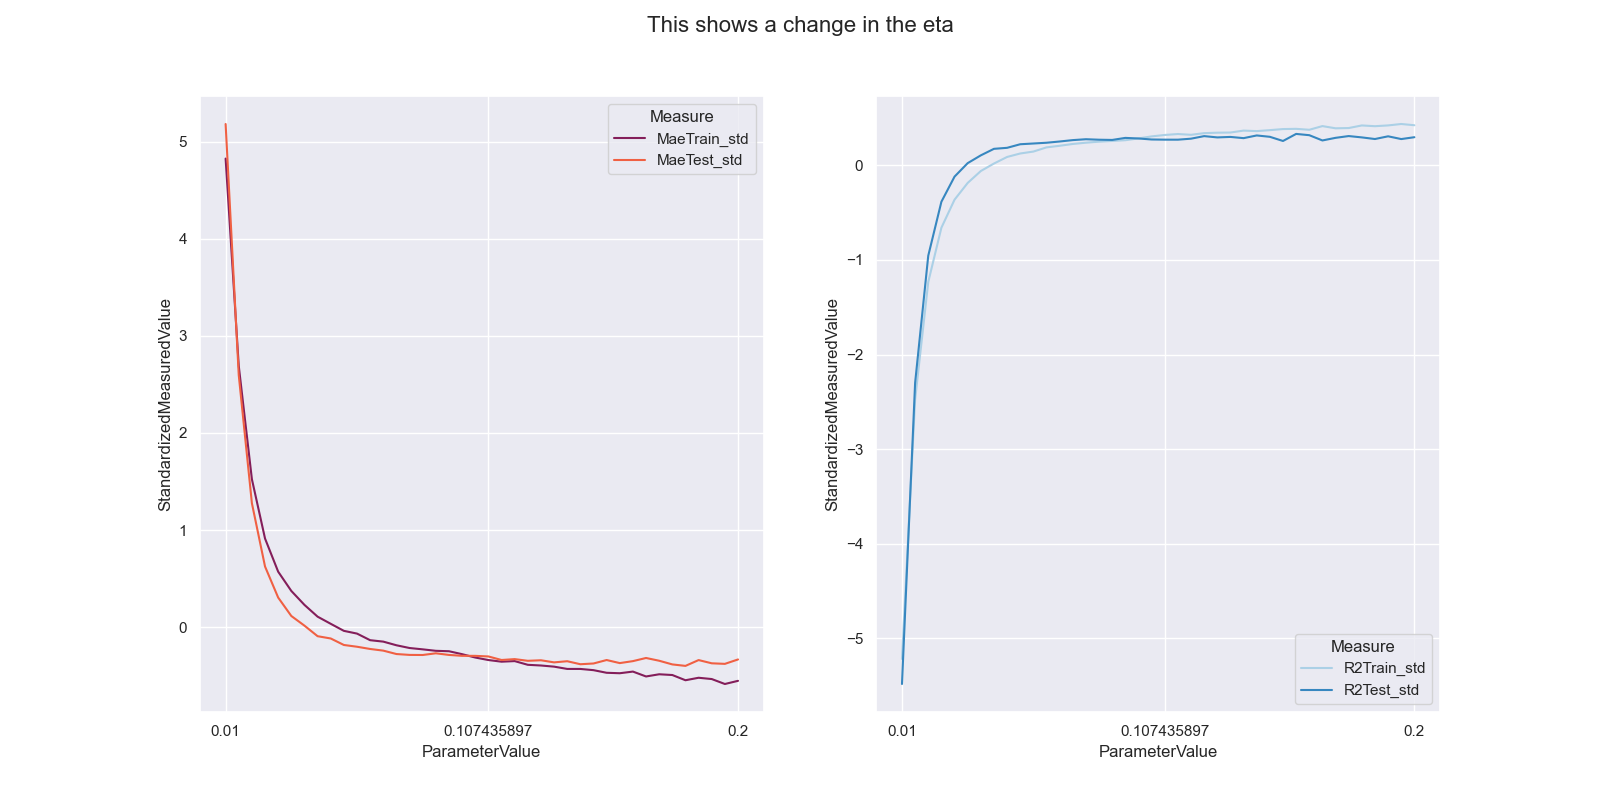 This shows a change in the eta
Measure
MaeTrain_std
MaeTest_std
5
4
3
2
1
0
StandardizedMeasuredValue
0.01
0.107435897
0.2
ParameterValue
0
−1
−2
−3
−4
−5
StandardizedMeasuredValue
Measure
R2Train_std
R2Test_std
0.01
0.107435897
0.2
ParameterValue